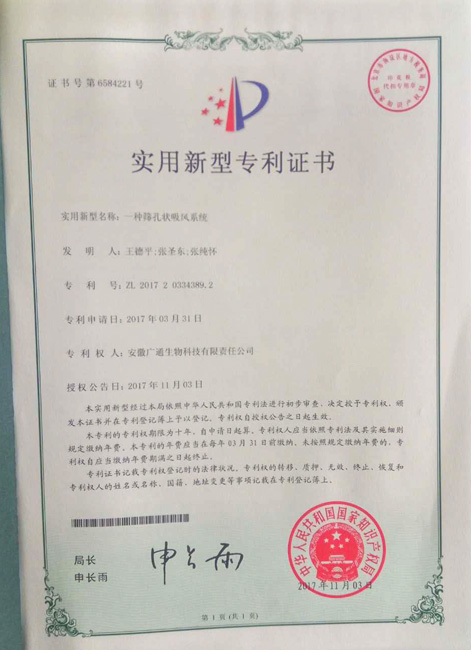 证书号第6584221号
实用新型专利证书
实用新型名称：一种筛孔状吸风系统
发明人：王德平;张圣东;张纯怀
专利号：ZL 2017 2 0334389.2
专利申请日：2017年03月31日
专利权人：安徽广通生物科技有限责任公司
授权公告日：2017年11月03日
本实用新型经过本局依照中华人民共和国专利法进行初步审查，决定授予专利权，颁
发本证书并在专利登记簿上予以登记。专利权自授权公告之日起生效。
本专利的专利权期限为十年，自申请日起算。专利权人应当依照专利法及其实施细则
规定缴纳年费。本专利的年费应当在每年03月31日前缴纳。未按照规定缴纳年费的，专
利权自应当缴纳年费期满之日起终止。
专利证书记载专利权登记时的法律状况。专利权的转移、质押、无效、终止、恢复和
专利权人的姓名或名称、国籍、地址变更等事项记载在专利登记簿上。
局长
申长雨
申长雨
中华人民共和国国家知识产权局
2017年11月03日
第1页(共1页)